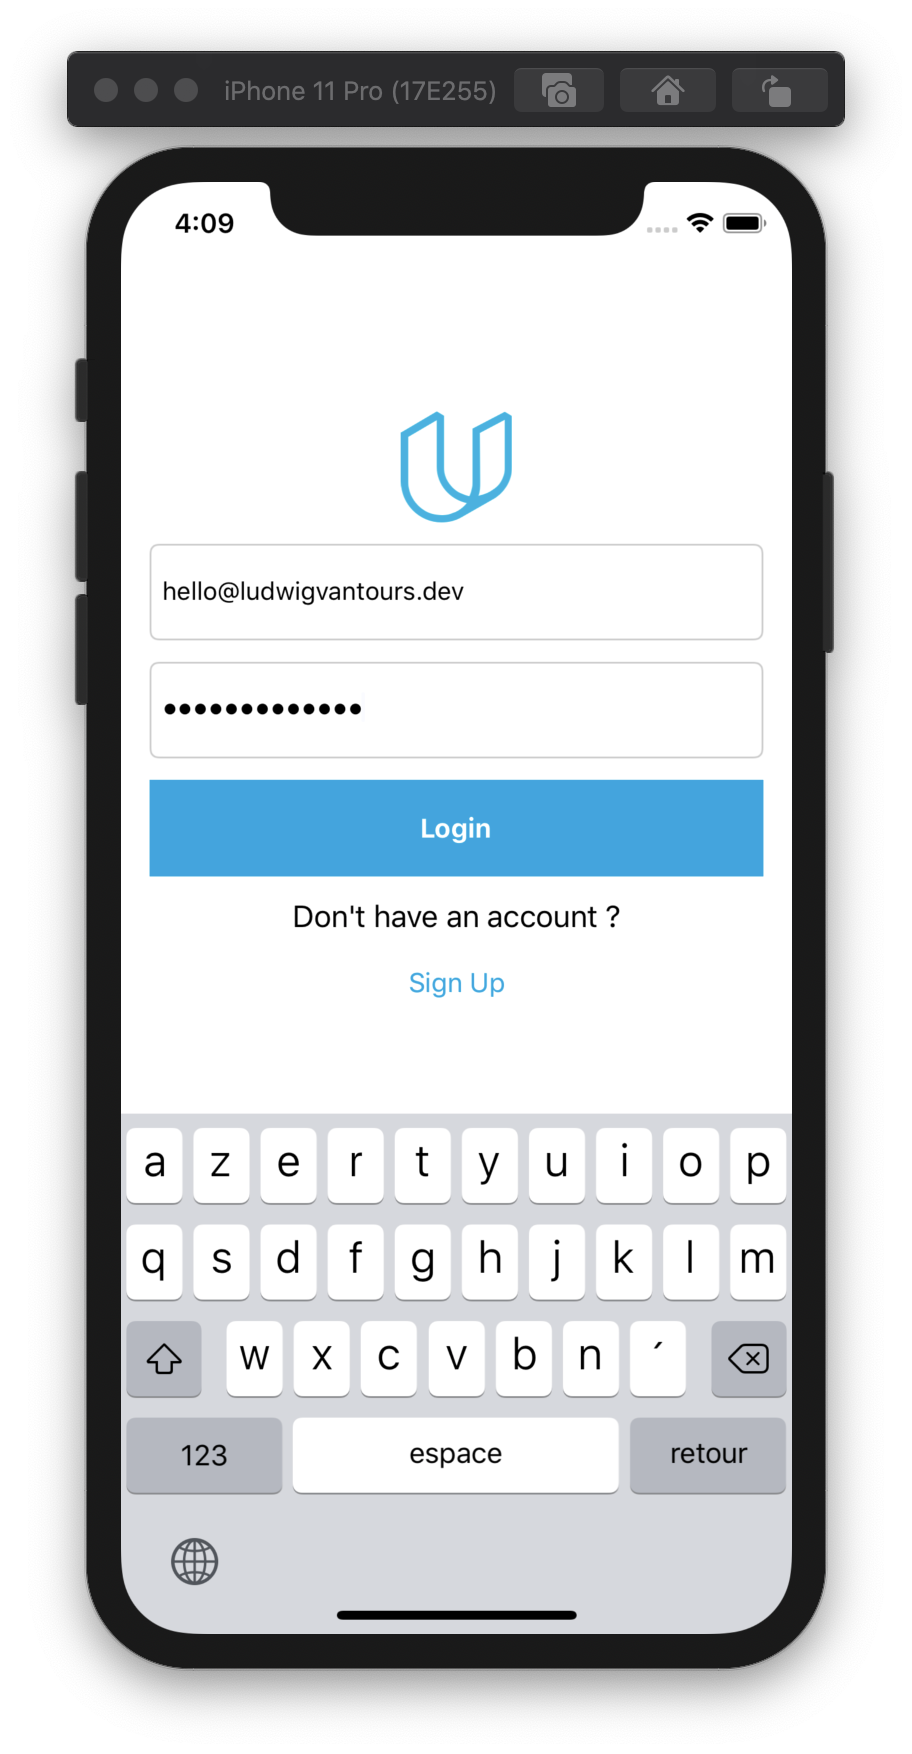 iPhone 11 Pro (17E255)
4:09
hello@ludwigvantours.dev
•••••••••••••
Login
Don't have an account ?
Sign Up
a z e r t y u i o p
q s d f g h j k l m
w x c v b n ´
123 espace retour